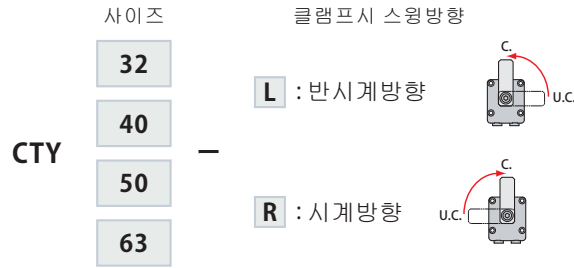 사이즈
클램프시 스윙방향
CTY
32
40
50
63
–
L : 반시계방향
C.
U.C.
R : 시계방향
C.
U.C.